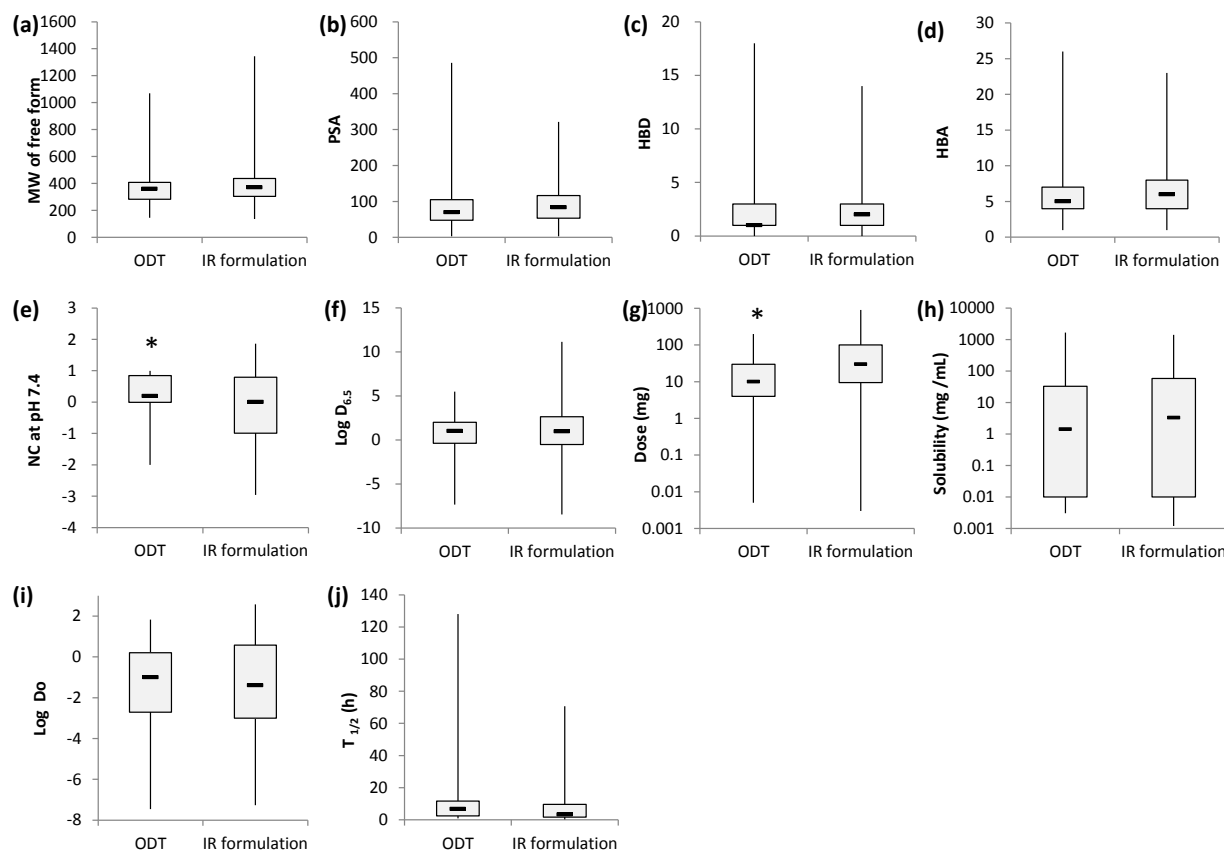 (a)
MW of free form
1600
1400
1200
1000
800
600
400
200
0
ODT
IR formulation
(b)
PSA
600
500
400
300
200
100
0
ODT
IR formulation
(c)
HBD
20
15
10
5
0
ODT
IR formulation
(d)
HBA
30
25
20
15
10
5
0
ODT
IR formulation
(e)
NC at pH 7.4
3
2
1
0
-1
-2
-3
-4
*
ODT
IR formulation
(f)
Log D6.5
15
10
5
0
-5
-10
ODT
IR formulation
(g)
Dose (mg)
1000
100
10
1
0.1
0.01
0.001
*
ODT
IR formulation
(h)
Solubility (mg /mL)
10000
1000
100
10
1
0.1
0.01
0.001
ODT
IR formulation
(i)
Log Do
2
0
-2
-4
-6
-8
ODT
IR formulation
(j)
T 1/2 (h)
140
120
100
80
60
40
20
0
ODT
IR formulation